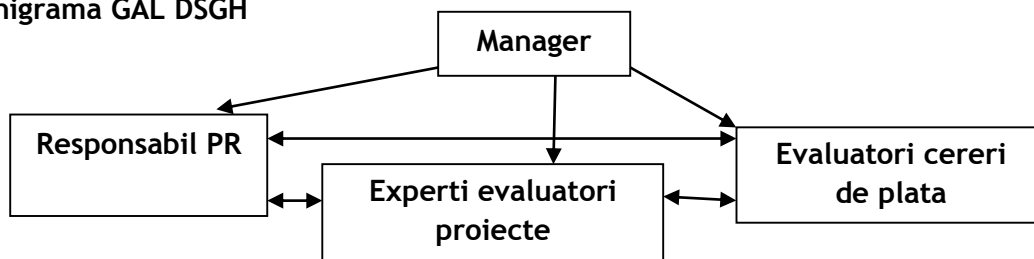 nigrama GAL DSGH
Manager
Responsabil PR
Evaluatori cereri
de plata
Experti evaluatori
proiecte